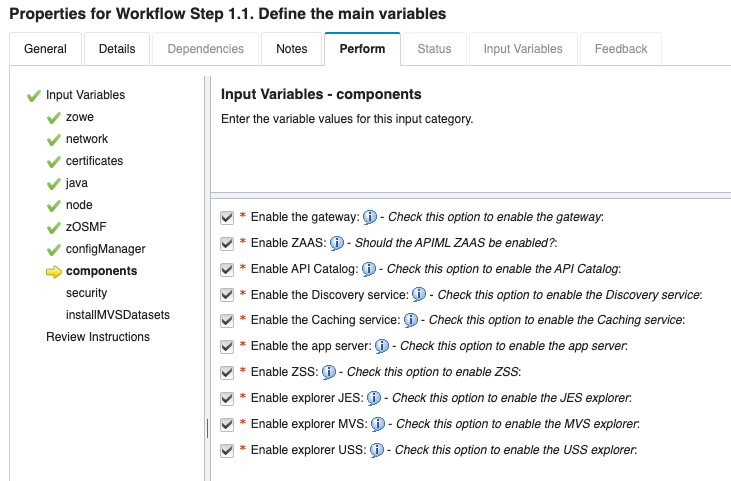 Properties for Workflow Step 1.1. Define the main variables
General Details Dependencies Notes Perform Status Input Variables Feedback
Input Variables
zowe
network
certificates
java
node
zOSMF
configManager
components
security
installMVSDatasets
Review Instructions
Input Variables - components
Enter the variable values for this input category.
* Enable the gateway: i - Check this option to enable the gateway:
* Enable ZAAS: i - Should the APIML ZAAS be enabled?:
* Enable API Catalog: i - Check this option to enable the API Catalog:
* Enable the Discovery service: i - Check this option to enable the Discovery service:
* Enable the Caching service: i - Check this option to enable the Caching service:
* Enable the app server: i - Check this option to enable the app server:
* Enable ZSS: i - Check this option to enable ZSS:
* Enable explorer JES: i - Check this option to enable the JES explorer:
* Enable explorer MVS: i - Check this option to enable the MVS explorer:
* Enable explorer USS: i - Check this option to enable the USS explorer: